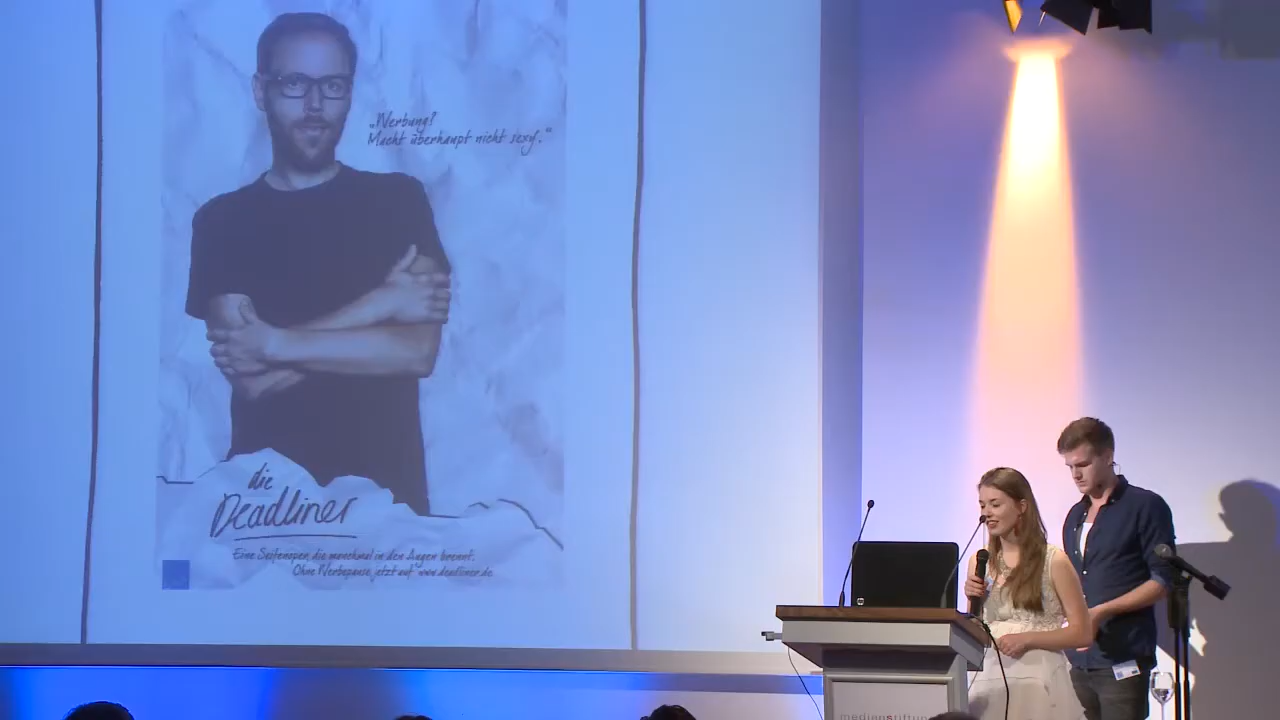 „Werbung?
Macht überhaupt nicht sexy.“
die
Deadliner
Eine Seifenoper, die manchmal in den Augen brennt.
Ohne Werbepause jetzt auf www.deadliner.de
medienstiftung